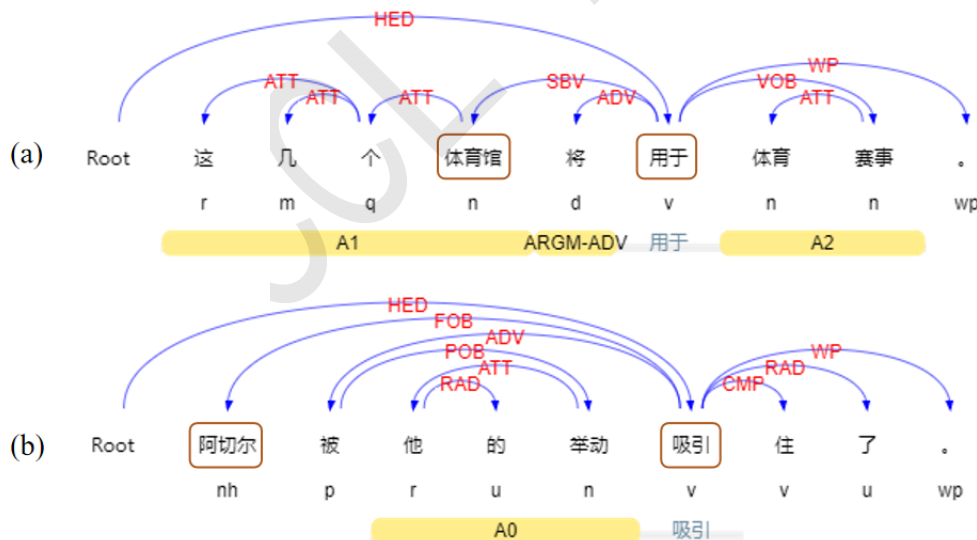 HED
ATT ATT ATT SBV ADV VOB ATT WP
(a) Root 这 几 个 体育馆 将 用于 体育 赛事 。
r m q n d v n n wp
A1 ARGM-ADV 用于 A2
HED
FOB
ADV
POB ATT RAD CMP RAD WP
(b) Root 阿切尔 被 他 的 举动 吸引 住 了 。
nh p r u n v v u wp
A0 吸引
CCL